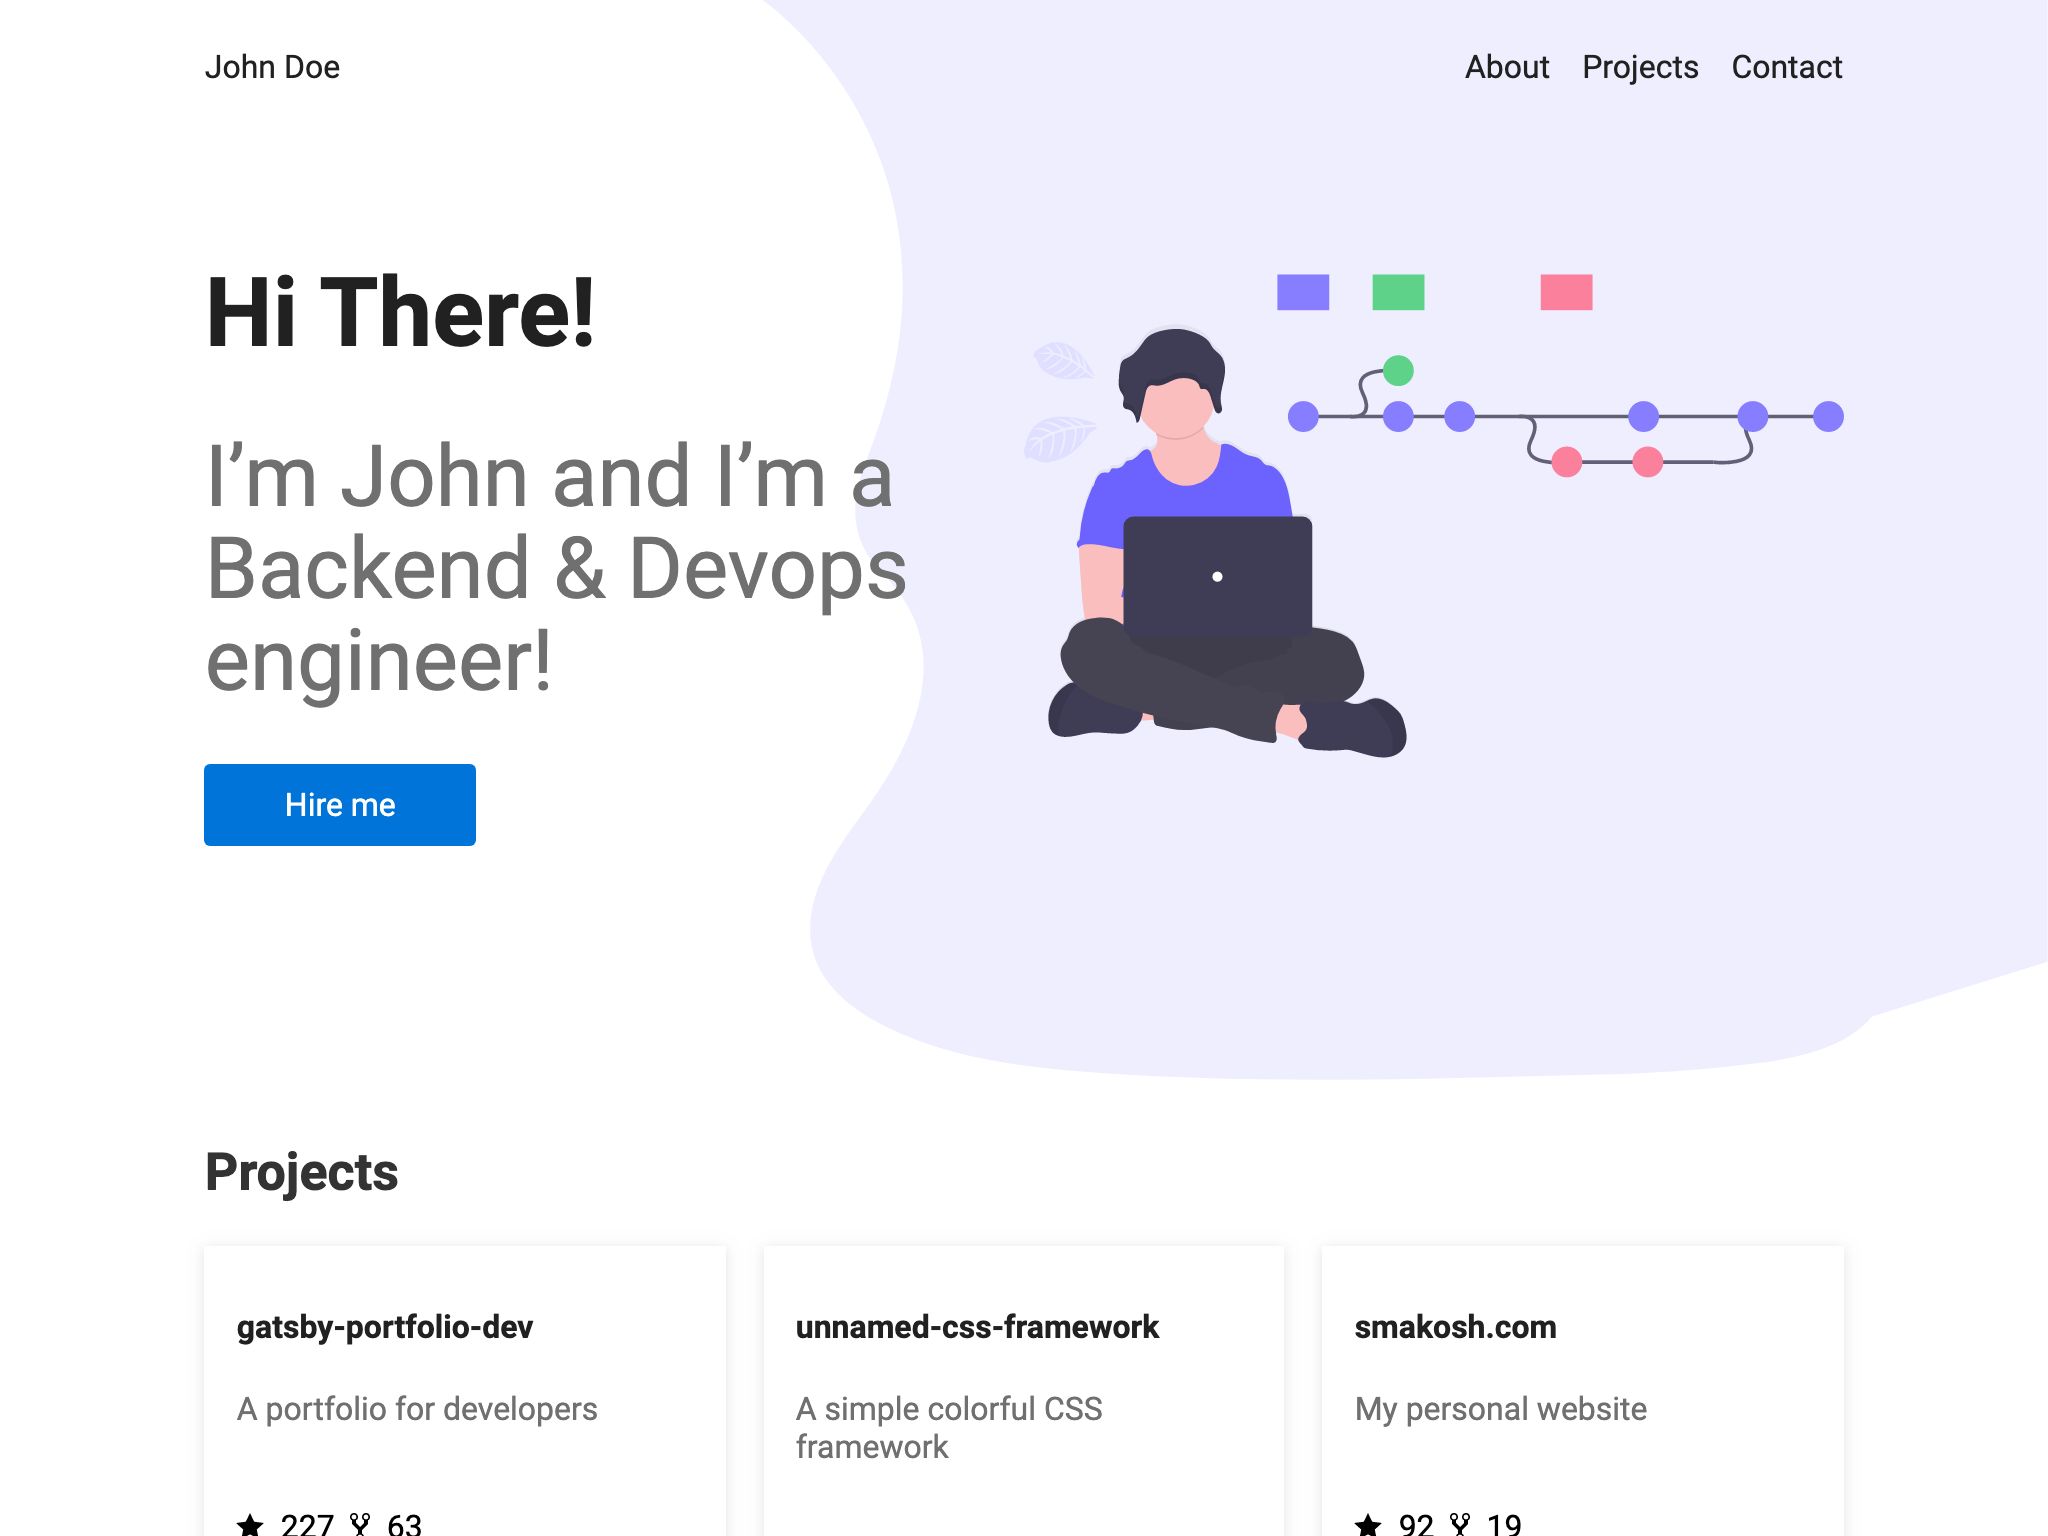 John Doe
About Projects Contact
Hi There!
I’m John and I’m a
Backend & Devops
engineer!
Hire me
Projects
gatsby-portfolio-dev
A portfolio for developers
227 63
unnamed-css-framework
A simple colorful CSS
framework
smakosh.com
My personal website
92 19